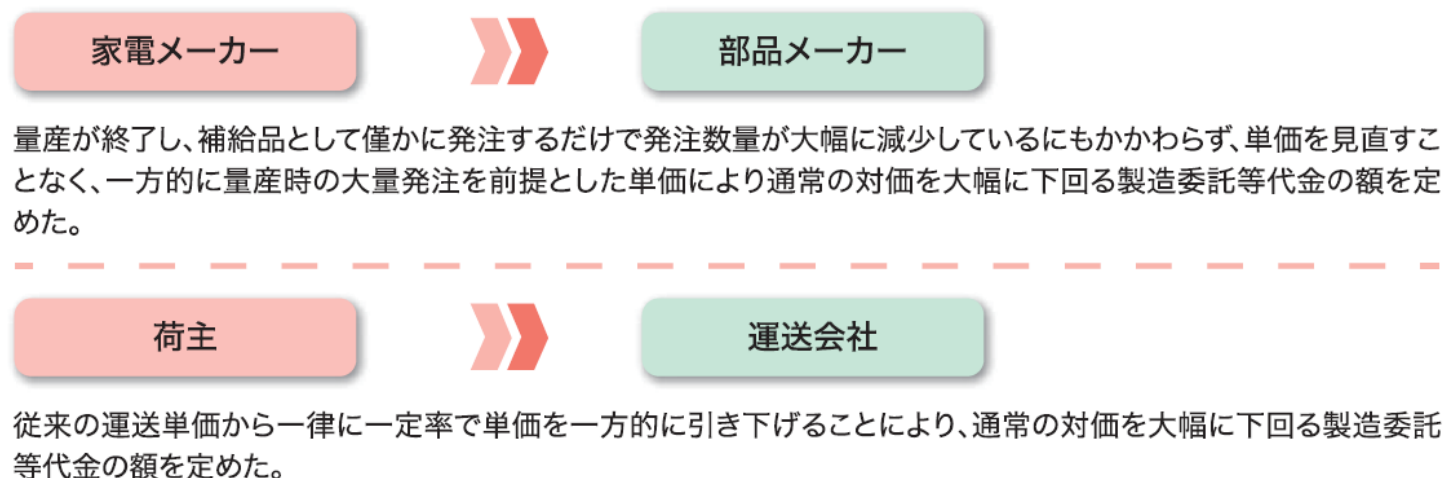 家電メーカー
部品メーカー
量産が終了し、補給品として僅かに発注するだけで発注数量が大幅に減少しているにもかかわらず、単価を見直すこ
となく、一方的に量産時の大量発注を前提とした単価により通常の対価を大幅に下回る製造委託等代金の額を定
めた。
荷主
運送会社
従来の運送単価から一律に一定率で単価を一方的に引き下げることにより、通常の対価を大幅に下回る製造委託
等代金の額を定めた。